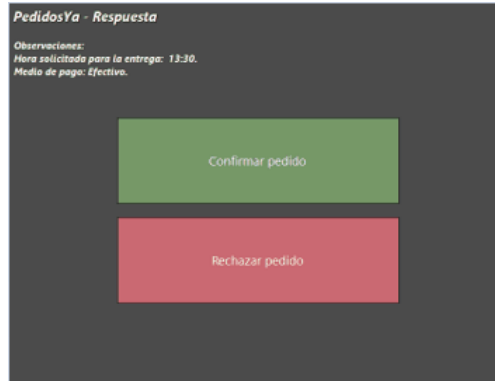 PedidosYa - Respuesta
Observaciones:
Hora solicitada para la entrega: 13:30.
Medio de pago: Efectivo.
Confirmar pedido
Rechazar pedido